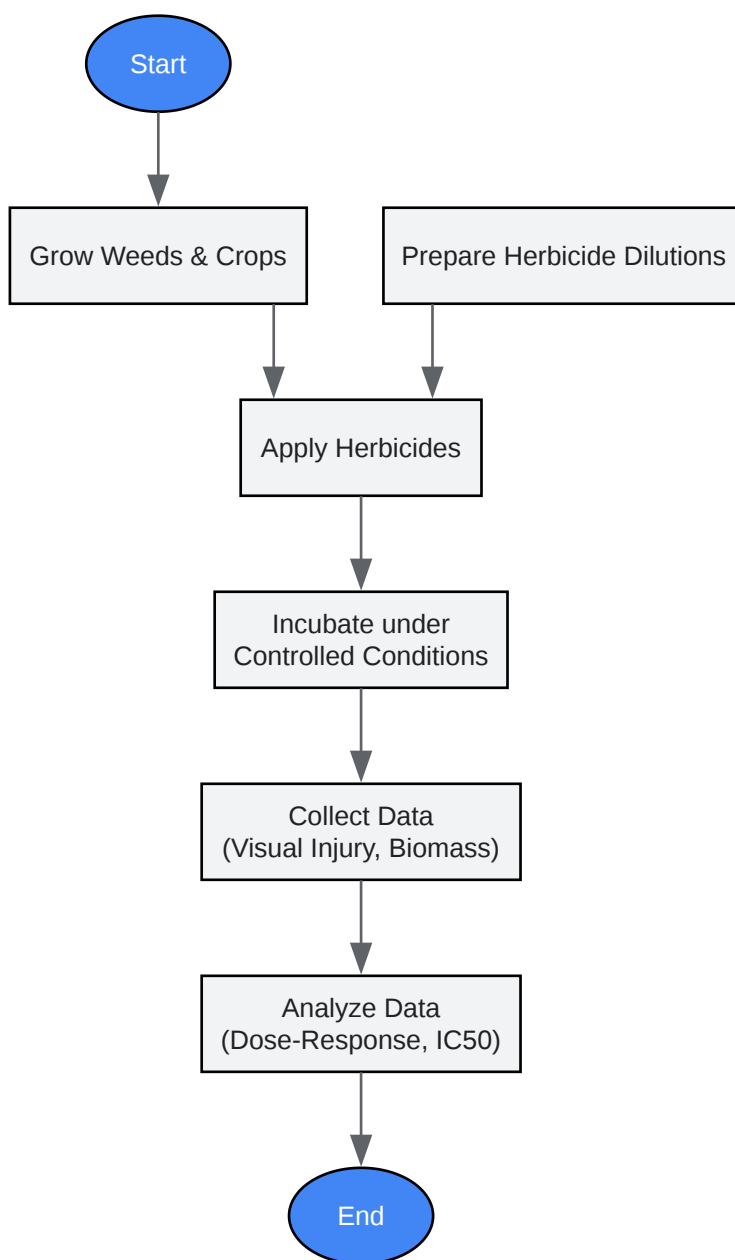 Start
Grow Weeds & Crops
Prepare Herbicide Dilutions
Apply Herbicides
Incubate under
Controlled Conditions
Collect Data
(Visual Injury, Biomass)
Analyze Data
(Dose-Response, IC50)
End